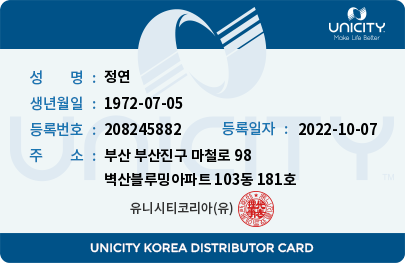 UNICITY
Make Life Better
성 명 : 정연
생년월일 : 1972-07-05
등록번호 : 208245882 등록일자 : 2022-10-07
주 소 : 부산 부산진구 마철로 98
벽산블루밍아파트 103동 181호
유니시티코리아(유)
UNICITY
UNICITY KOREA DISTRIBUTOR CARD